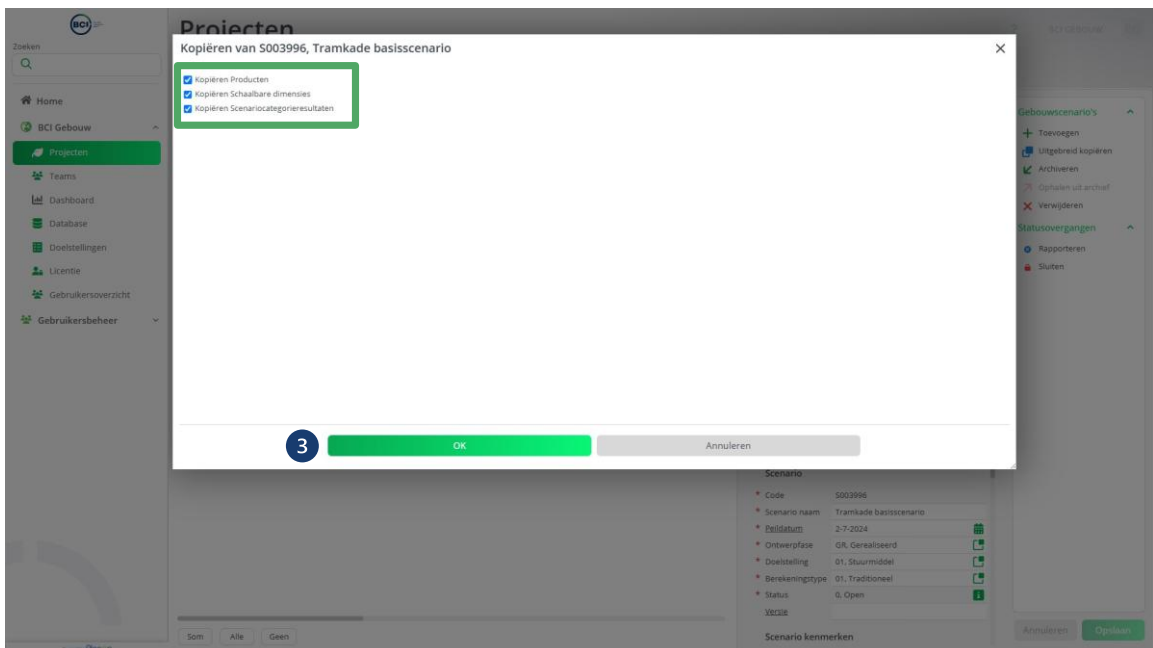 BCI
Projecten
BCI GEBOUW
Zoeken
Kopiëren van S003996, Tramkade basisscenario
Kopiëren Producten
Kopiëren Schaalbare dimensies
Kopiëren Scenariocategorieresultaten
Home
BCI Gebouw
Projecten
Teams
Dashboard
Database
Doelstellingen
Licentie
Gebruikersoverzicht
Gebruikersbeheer
Gebouwscenario's
Toevoegen
Uitgebreid kopiëren
Archiveren
Ophalen uit archief
Verwijderen
Statusovergangen
Rapporteren
Sluiten
3
OK
Annuleren
Scenario
* Code S003996
* Scenario naam Tramkade basisscenario
* Peildatum 2-7-2024
* Ontwerpfase GR, Gerealiseerd
* Doelstelling 01, Stuurmiddel
* Berekeningstype 01, Traditioneel
* Status 0, Open
Versie
Scenario kenmerken
Som Alle Geen
Annuleren Opslaan